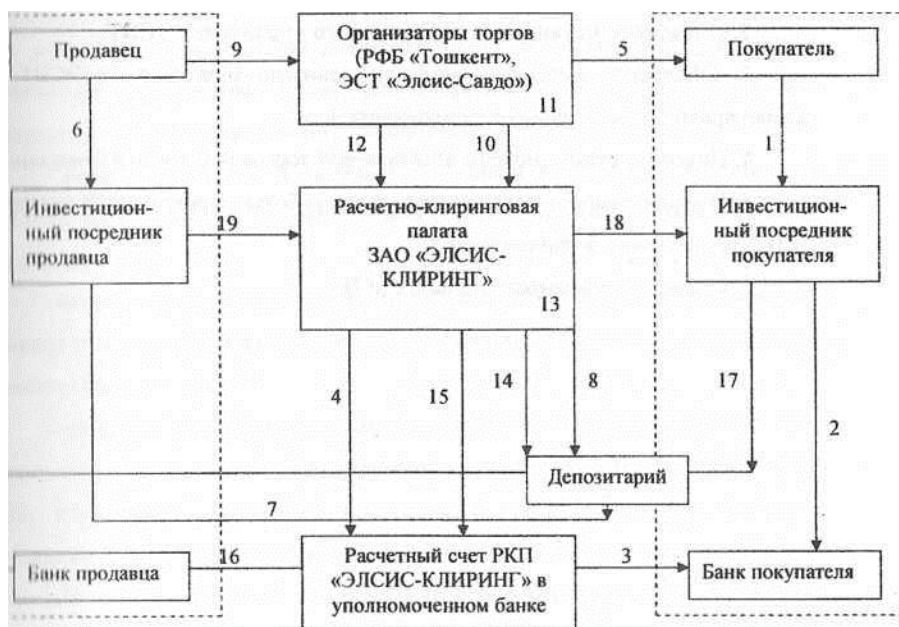 Продавец
9
Организаторы торгов
(РФБ «Тошкент»,
ЭСТ «Элсис-Савдо»)
11
5
Покупатель
6
12
10
1
Инвестицион-
ный посредник
продавца
19
Расчетно-клиринговая
палата
ЗАО «ЭЛСИС-
КЛИРИНГ»
13
18
Инвестицион-
ный посредник
покупателя
4
15
14
8
17
2
Депозитарий
7
Банк продавца
16
Расчетный счет РКП
«ЭЛСИС-КЛИРИНГ» в
уполномоченном банке
3
Банк покупателя